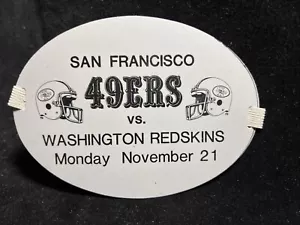 SAN FRANCISCO
49ERS
vs.
WASHINGTON REDSKINS
Monday November 21